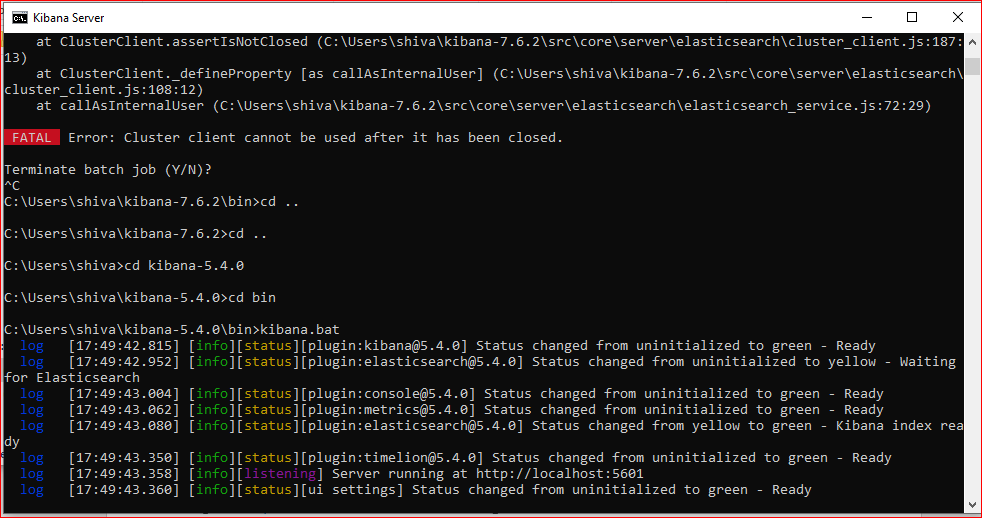 Kibana Server
at ClusterClient.assertIsNotClosed (C:\Users\shiva\kibana-7.6.2\src\core\server\elasticsearch\cluster_client.js:187:
13)
at ClusterClient._defineProperty [as callAsInternalUser] (C:\Users\shiva\kibana-7.6.2\src\core\server\elasticsearch\
cluster_client.js:108:12)
at callAsInternalUser (C:\Users\shiva\kibana-7.6.2\src\core\server\elasticsearch\elasticsearch_service.js:72:29)
FATAL Error: Cluster client cannot be used after it has been closed.
Terminate batch job (Y/N)?
^C
C:\Users\shiva\kibana-7.6.2\bin>cd ..
C:\Users\shiva\kibana-7.6.2>cd ..
C:\Users\shiva>cd kibana-5.4.0
C:\Users\shiva\kibana-5.4.0>cd bin
C:\Users\shiva\kibana-5.4.0\bin>kibana.bat
log [17:49:42.815] [info][status][plugin:kibana@5.4.0] Status changed from uninitialized to green - Ready
log [17:49:42.952] [info][status][plugin:elasticsearch@5.4.0] Status changed from uninitialized to yellow - Waiting
for Elasticsearch
log [17:49:43.004] [info][status][plugin:console@5.4.0] Status changed from uninitialized to green - Ready
log [17:49:43.062] [info][status][plugin:metrics@5.4.0] Status changed from uninitialized to green - Ready
log [17:49:43.080] [info][status][plugin:elasticsearch@5.4.0] Status changed from yellow to green - Kibana index rea
dy
log [17:49:43.350] [info][status][plugin:timelion@5.4.0] Status changed from uninitialized to green - Ready
log [17:49:43.358] [info][listening] Server running at http://localhost:5601
log [17:49:43.360] [info][status][ui settings] Status changed from uninitialized to green - Ready